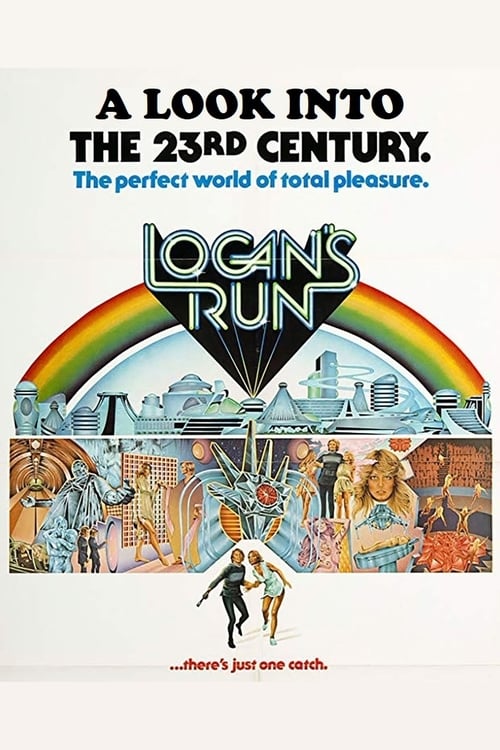 A LOOK INTO
THE 23RD CENTURY.
The perfect world of total pleasure.
LOGAN'S
RUN
...there's just one catch.